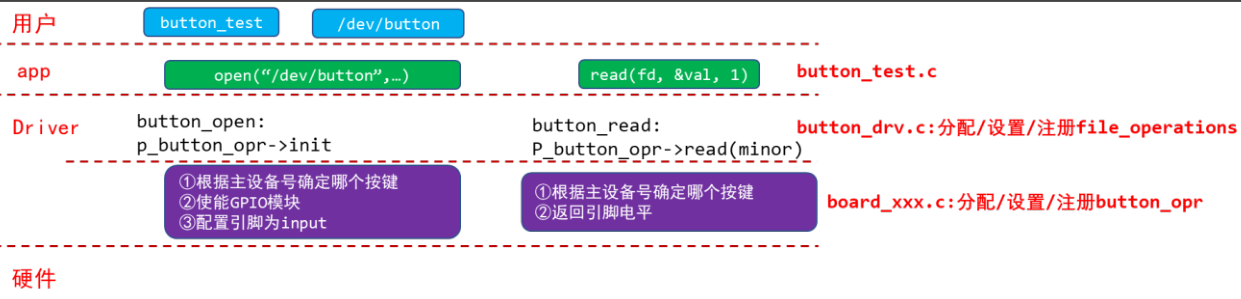 用户
button_test
/dev/button
app
open(“/dev/button”,…)
read(fd, &val, 1)
button_test.c
Driver
button_open:
p_button_opr->init
button_read:
P_button_opr->read(minor)
button_drv.c:分配/设置/注册file_operations
①根据主设备号确定哪个按键
②使能GPIO模块
③配置引脚为input
①根据主设备号确定哪个按键
②返回引脚电平
board_xxx.c:分配/设置/注册button_opr
硬件